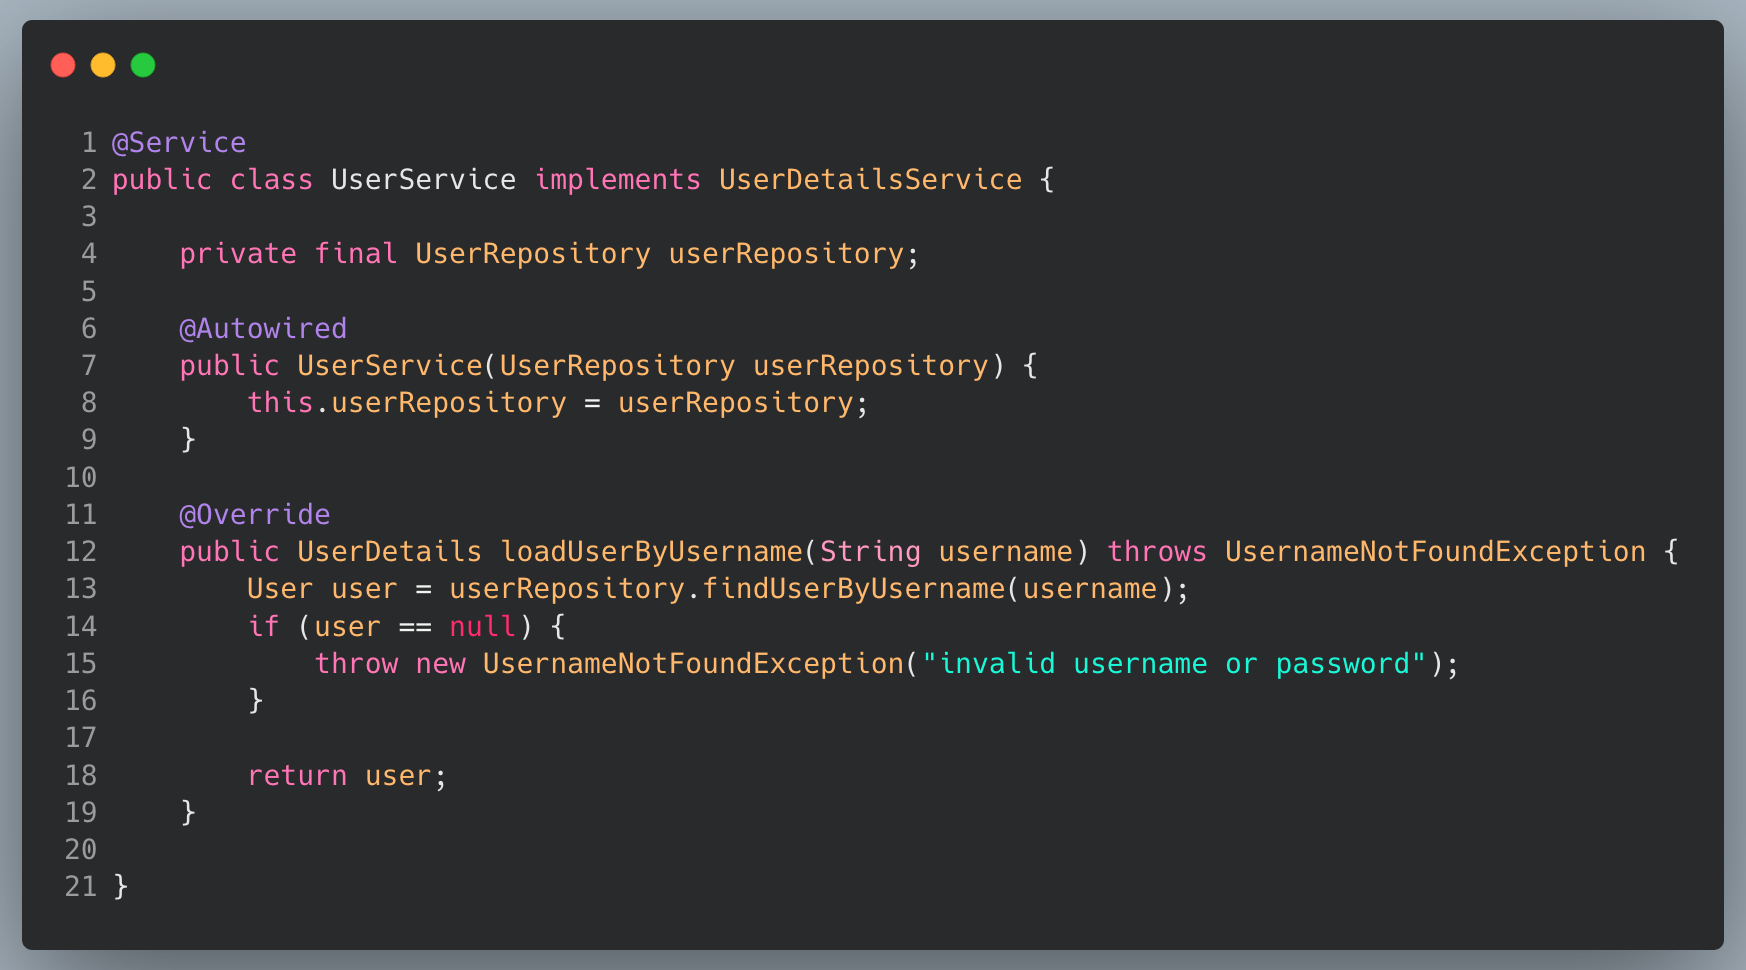 1 @Service
2 public class UserService implements UserDetailsService {
3
4     private final UserRepository userRepository;
5
6     @Autowired
7     public UserService(UserRepository userRepository) {
8         this.userRepository = userRepository;
9     }
10
11     @Override
12     public UserDetails loadUserByUsername(String username) throws UsernameNotFoundException {
13         User user = userRepository.findUserByUsername(username);
14         if (user == null) {
15             throw new UsernameNotFoundException("invalid username or password");
16         }
17
18         return user;
19     }
20
21 }